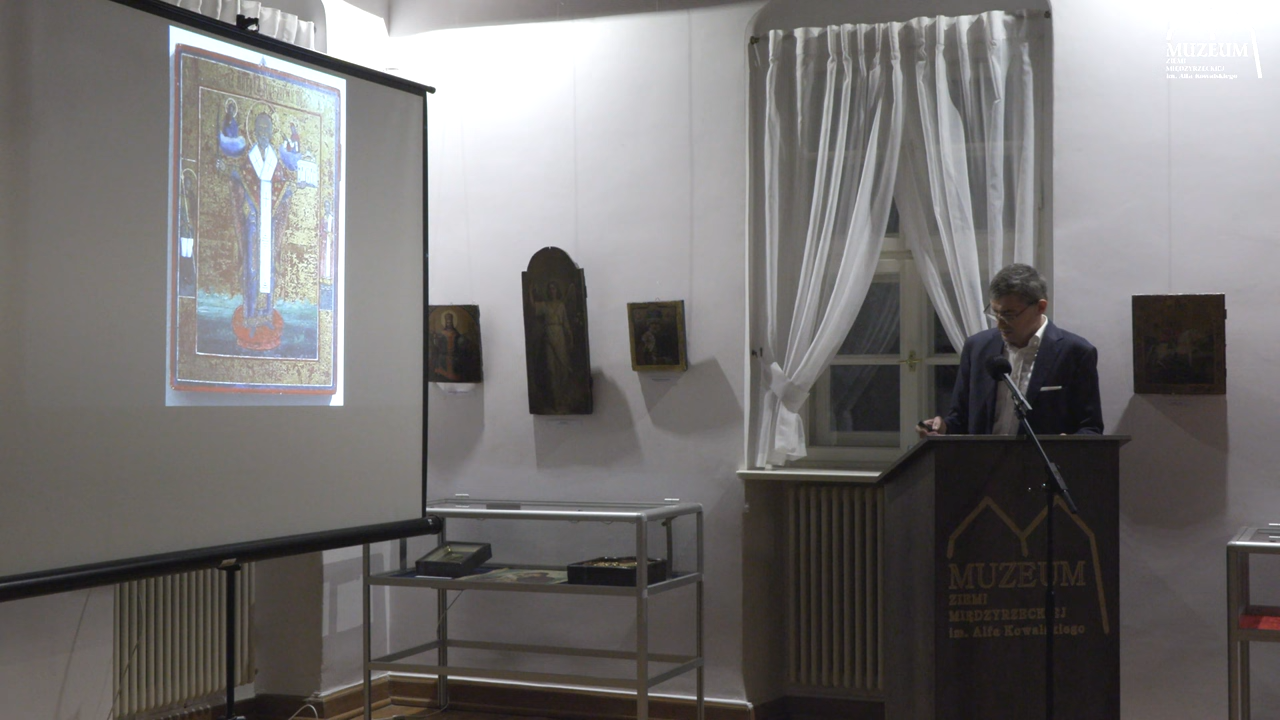 MUZEUM
ZIEMI
MIĘDZYRZECKIEJ
im. Alfa Kowalskiego
MUZEUM
ZIEMI
MIĘDZYRZECKIEJ
im. Alfa Kowalskiego